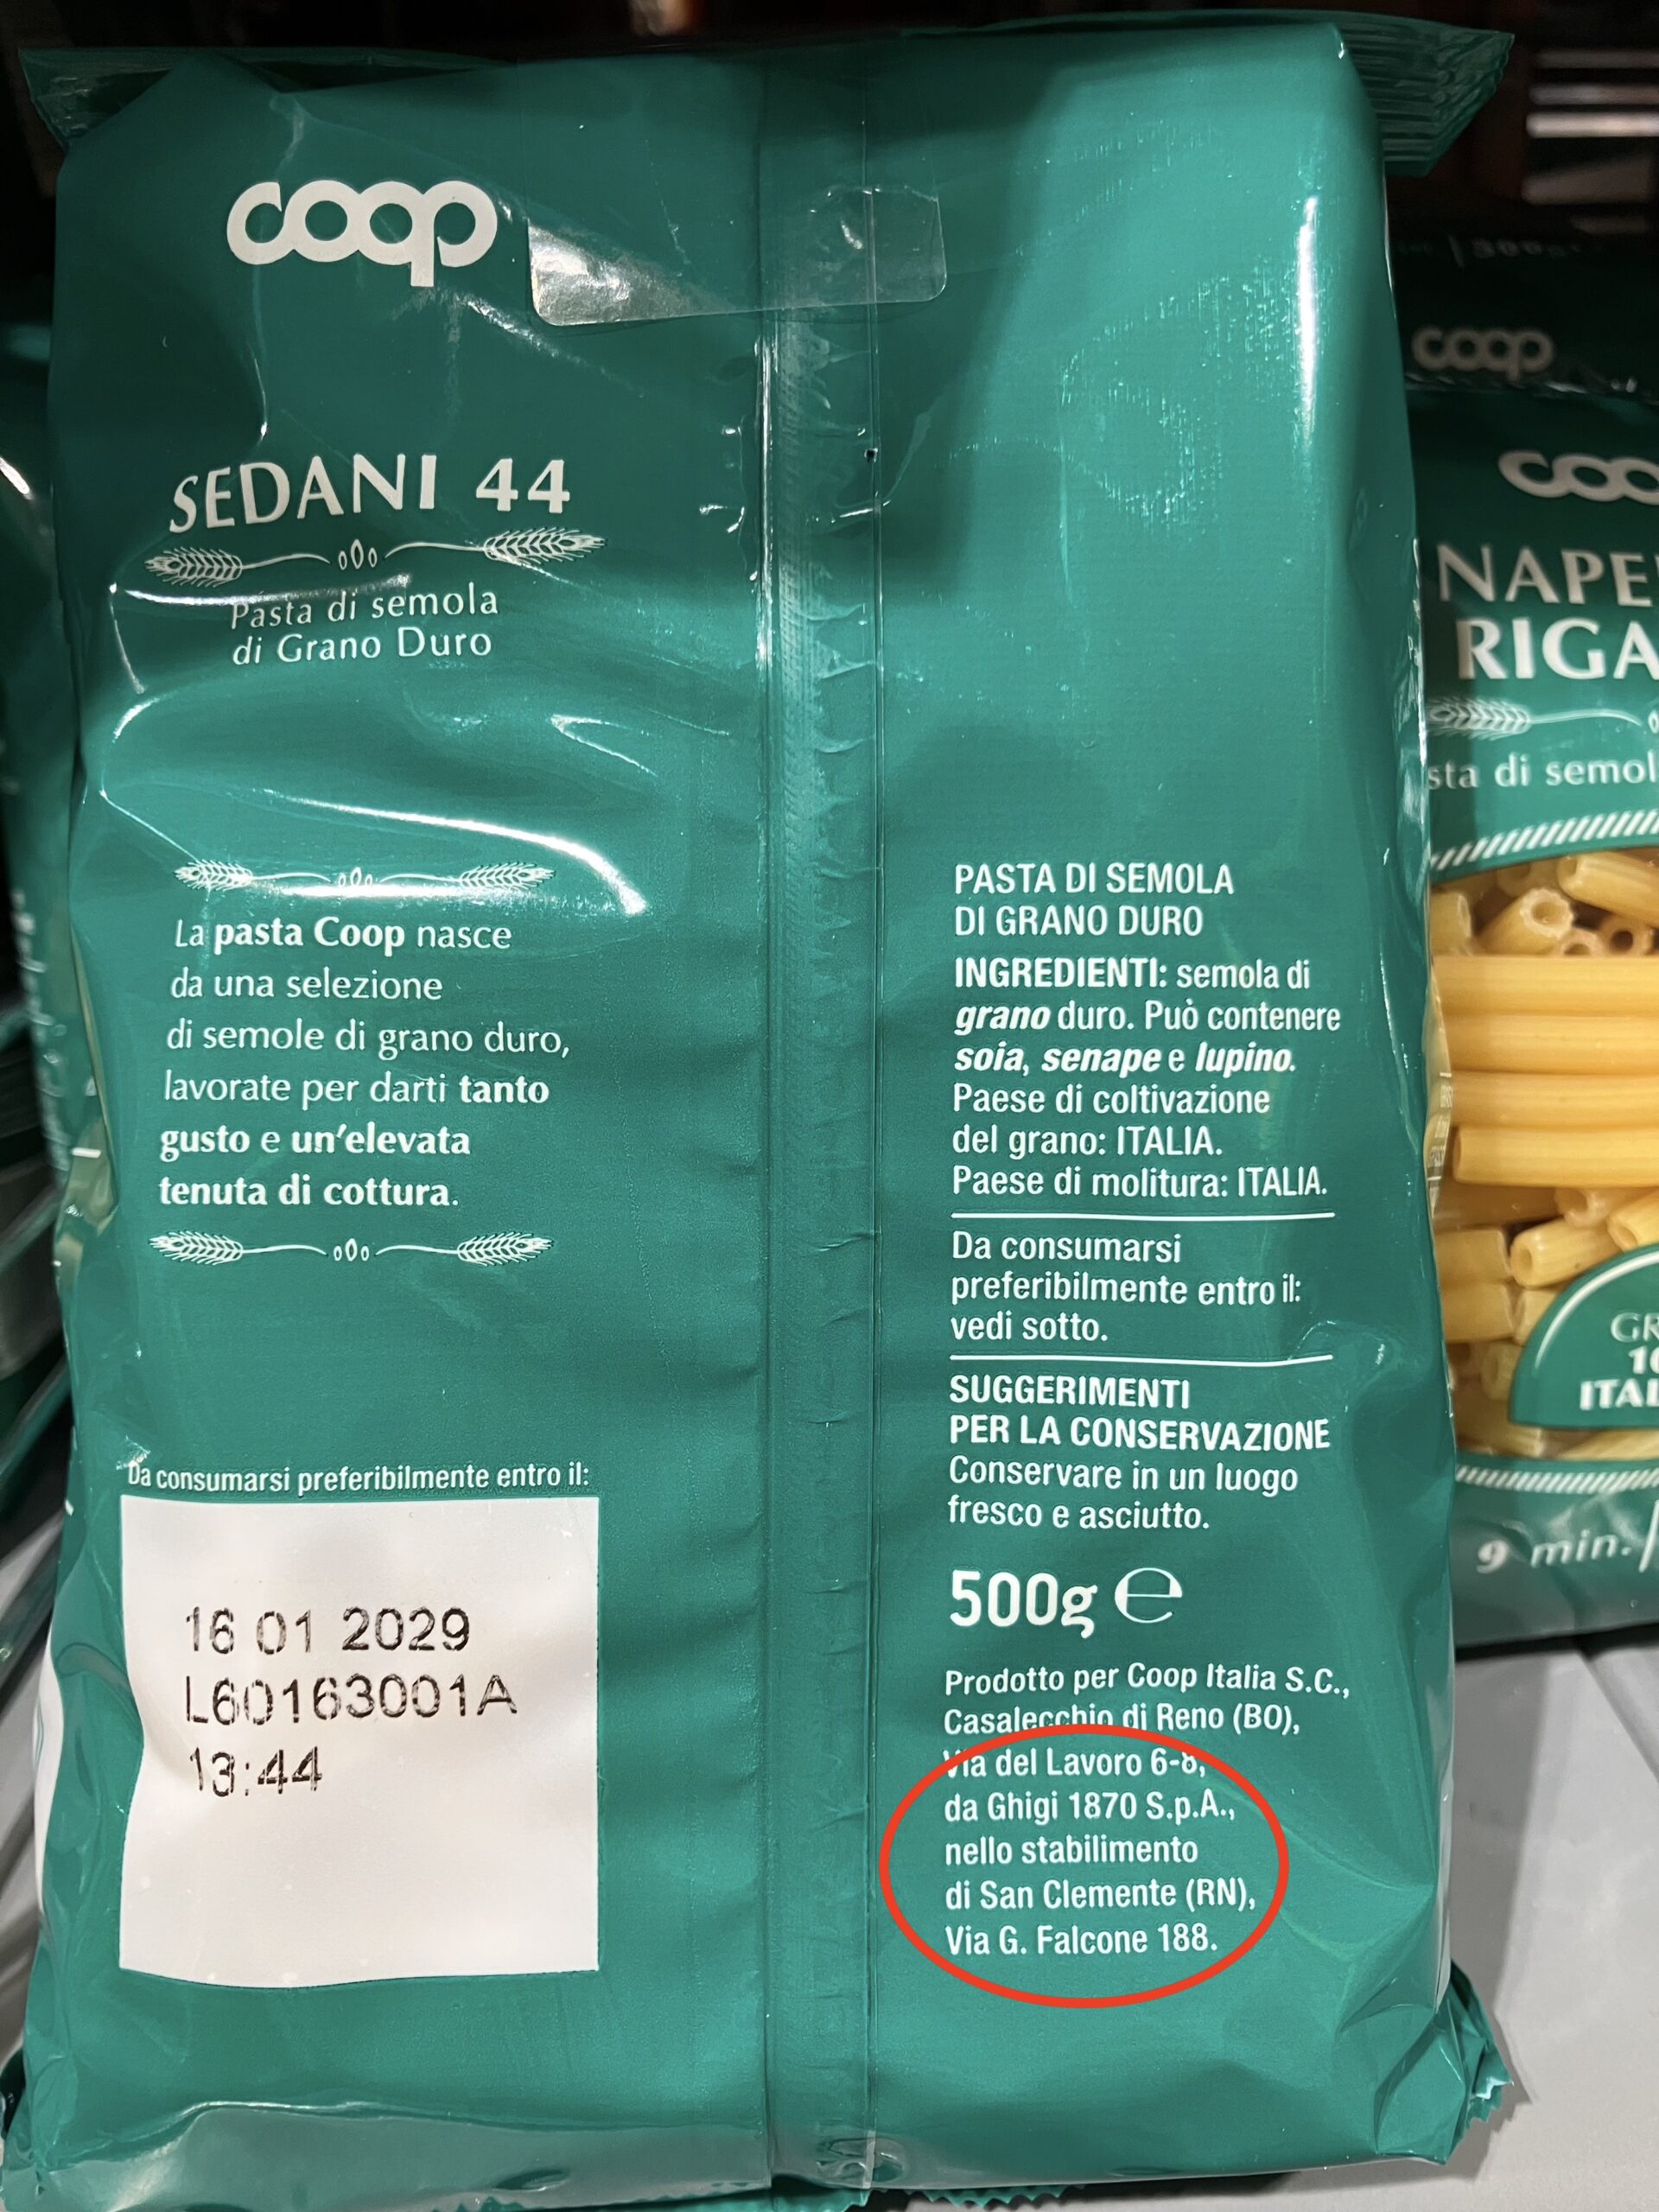 coop
SEDANI 44
Pasta di semola
di Grano Duro
La pasta Coop nasce
da una selezione
di semole di grano duro,
lavorate per darti tanto
gusto e un'elevata
tenuta di cottura.
Da consumarsi preferibilmente entro il:
16 01 2029
L60163001A
13:44
PASTA DI SEMOLA
DI GRANO DURO
INGREDIENTI: semola di
grano duro. Può contenere
soia, senape e lupino.
Paese di coltivazione
del grano: ITALIA.
Paese di molitura: ITALIA.
Da consumarsi
preferibilmente entro il:
vedi sotto.
SUGGERIMENTI
PER LA CONSERVAZIONE
Conservare in un luogo
fresco e asciutto.
500g ℮
Prodotto per Coop Italia S.C.,
Casalecchio di Reno (BO),
Via del Lavoro 6-8,
da Ghigi 1870 S.p.A.,
nello stabilimento
di San Clemente (RN),
Via G. Falcone 188.
coop
COO
NAPE
RIGA
sta di semol
GR
10
ITAL
9 min.